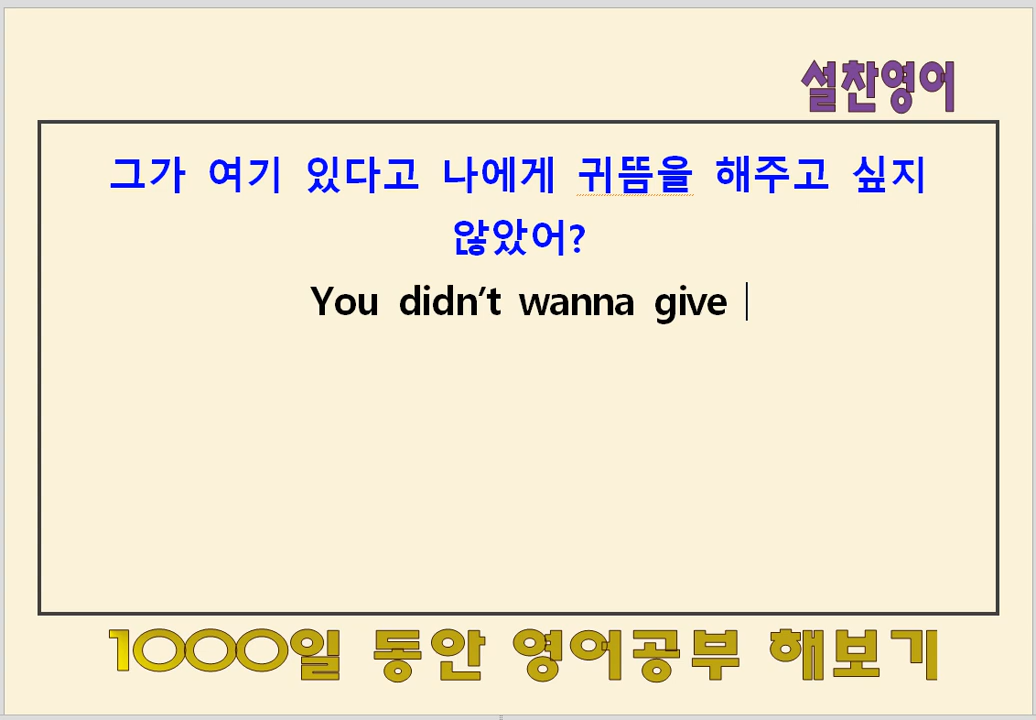 설찬영어
그가 여기 있다고 나에게 귀뜸을 해주고 싶지
않았어?
You didn’t wanna give
1000일 동안 영어공부 해보기